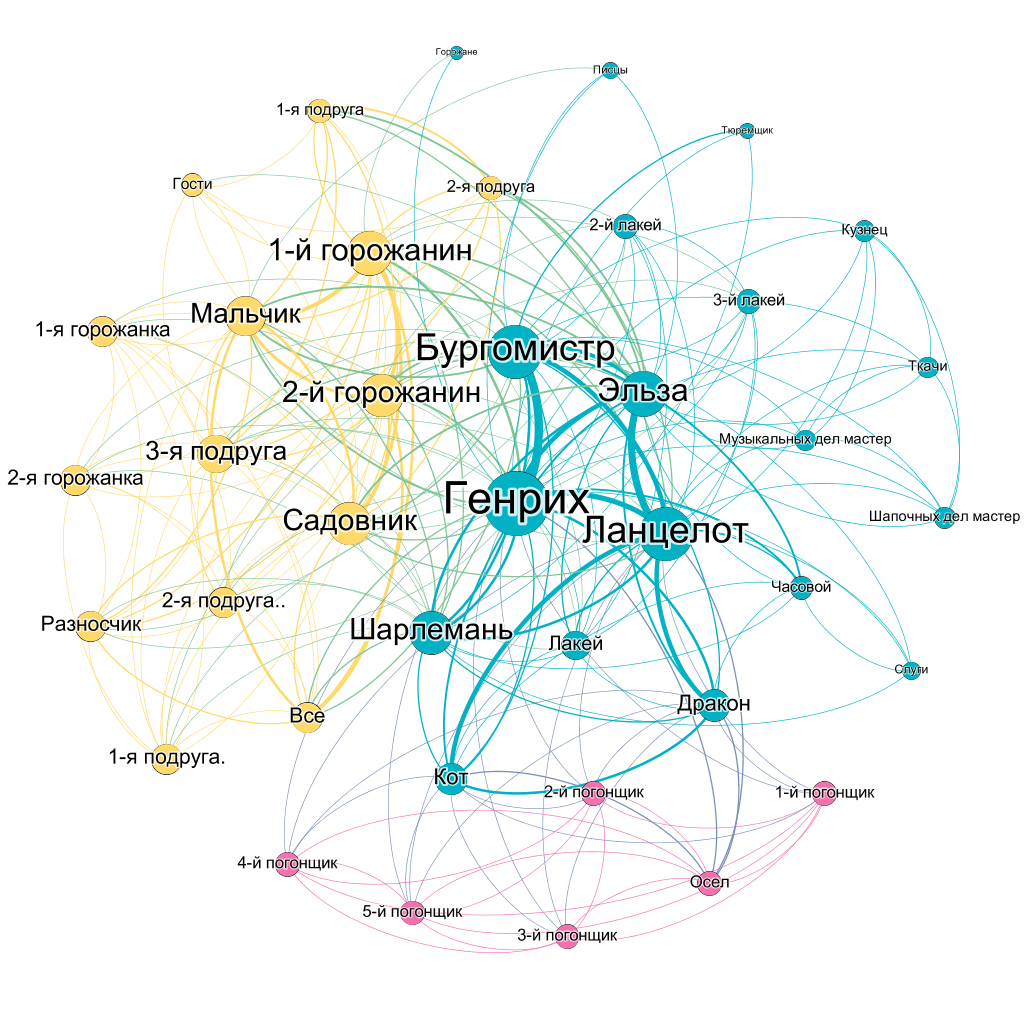 Горожане
Писцы
1-я подруга
Тюремщик
Гости
2-я подруга
2-й лакей
Кузнец
1-й горожанин
3-й лакей
Мальчик
1-я горожанка
Бургомистр
Ткачи
2-й горожанин
Эльза
Музыкальных дел мастер
3-я подруга
2-я горожанка
Генрих
Шапочных дел мастер
Садовник
Ланцелот
Часовой
2-я подруга..
Разносчик
Шарлемань
Лакей
Слуги
Все
Дракон
1-я подруга.
Кот
2-й погонщик
1-й погонщик
4-й погонщик
Осел
5-й погонщик
3-й погонщик